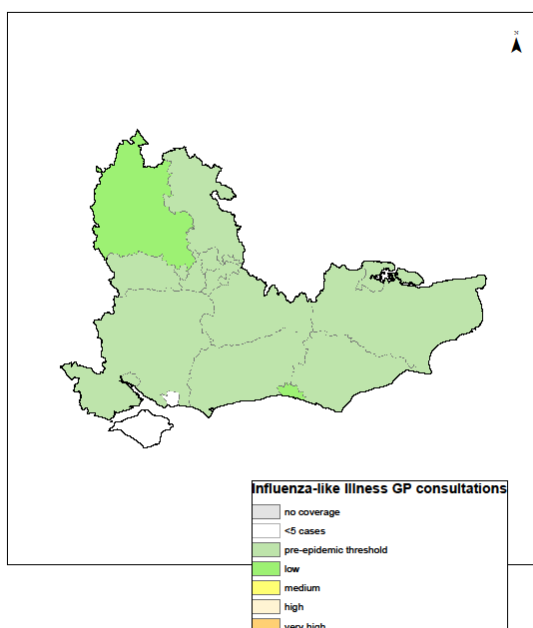 N
Influenza-like Illness GP consultations
no coverage
<5 cases
pre-epidemic threshold
low
medium
high
very high